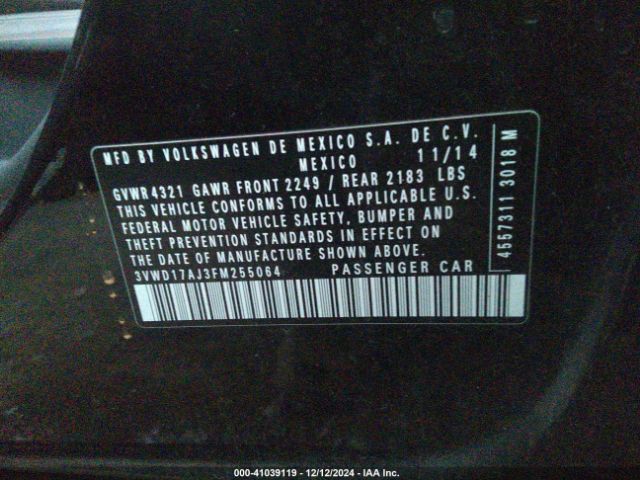 MFD BY VOLKSWAGEN DE MEXICO S.A. DE C.V.
MEXICO 11/14
GVWR 4321 GAWR FRONT 2249 / REAR 2183 LBS
THIS VEHICLE CONFORMS TO ALL APPLICABLE U.S.
FEDERAL MOTOR VEHICLE SAFETY, BUMPER AND
THEFT PREVENTION STANDARDS IN EFFECT ON
THE DATE OF MANUFACTURE SHOWN ABOVE.
3VWD17AJ3FM255064 PASSENGER CAR
4557311 3018 M
000-41039119 - 12/12/2024 - IAA Inc.